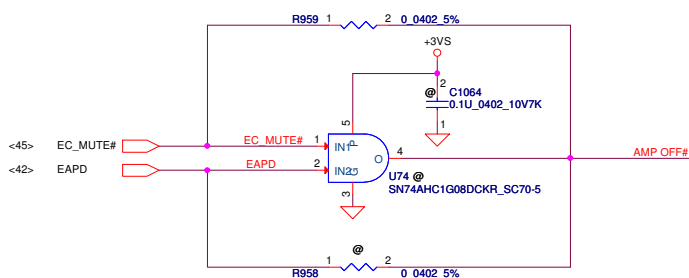 R959 1 2 0_0402_5%
+3VS
2
@ C1064
0.1U_0402_10V7K
1
5
<45> EC_MUTE# EC_MUTE# 1 IN1 P
O 4 AMP OFF#
<42> EAPD EAPD 2 IN2 G
U74 @
3 SN74AHC1G08DCKR_SC70-5
@
R958 1 2 0_0402_5%